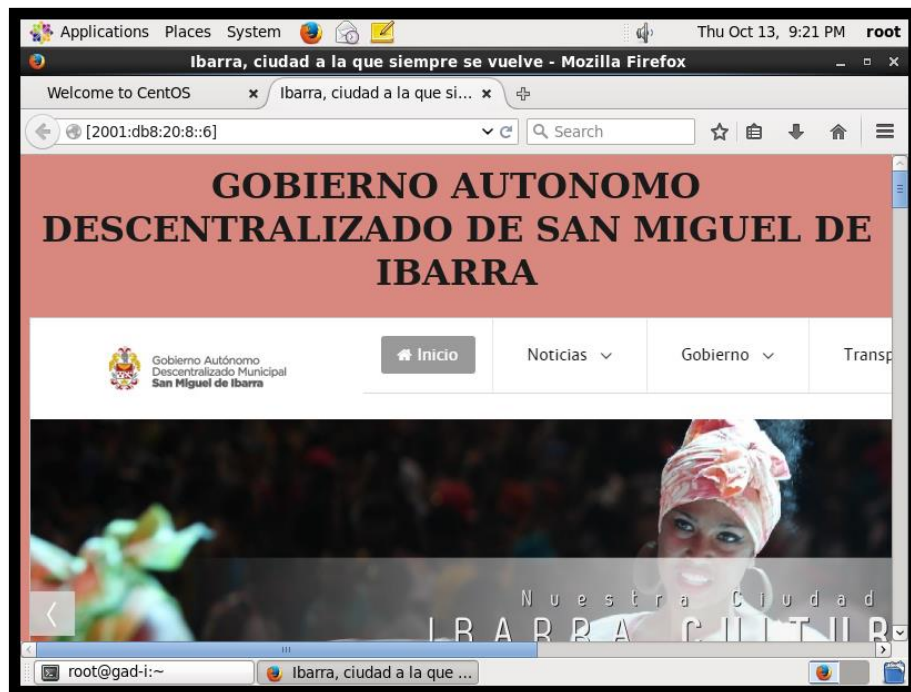 Applications Places System Thu Oct 13, 9:21 PM root
Ibarra, ciudad a la que siempre se vuelve - Mozilla Firefox
Welcome to CentOS
Ibarra, ciudad a la que si...
[2001:db8:20:8::6]
Search
GOBIERNO AUTONOMO
DESCENTRALIZADO DE SAN MIGUEL DE
IBARRA
Gobierno Autónomo
Descentralizado Municipal
San Miguel de Ibarra
Inicio Noticias Gobierno Transp
Nuestra Ciudad
IBARRA CULTUR
root@gad-i:~
Ibarra, ciudad a la que ...